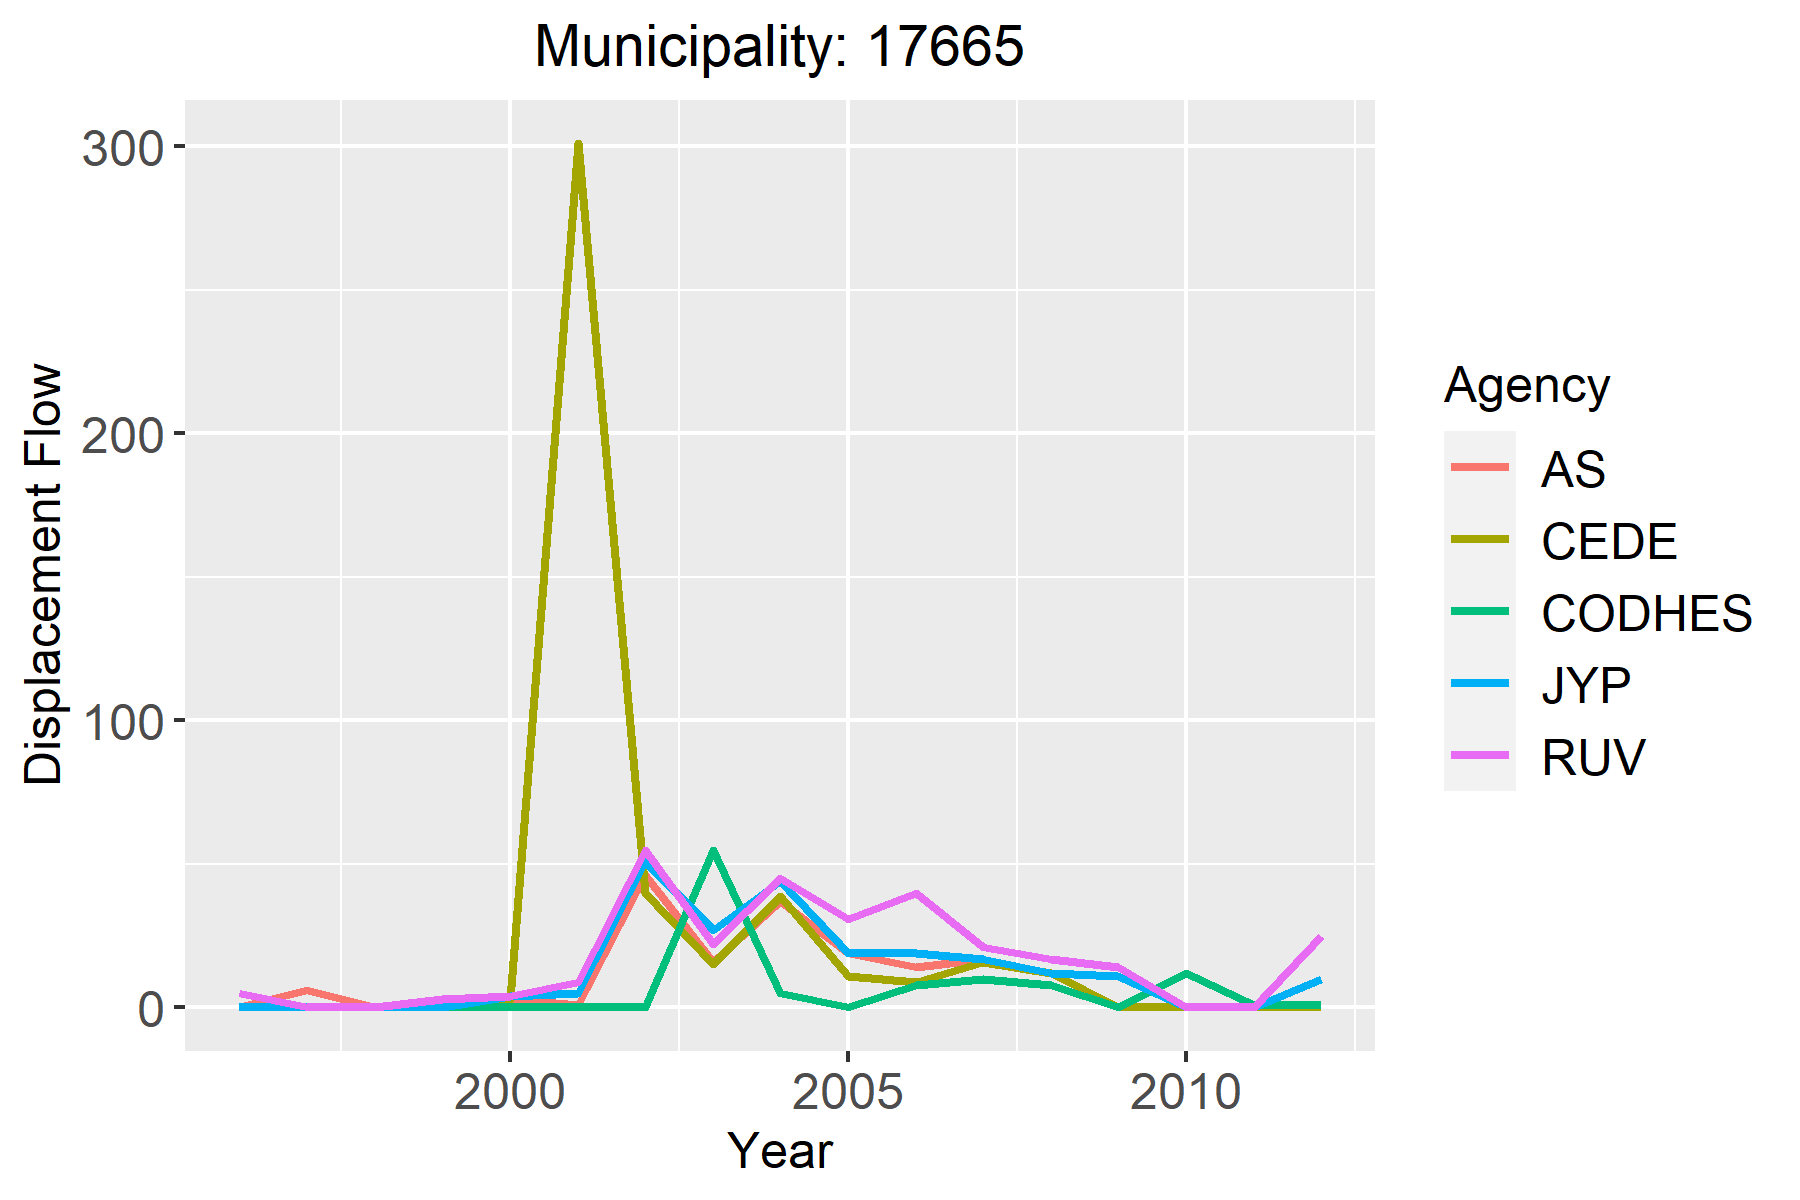 Municipality: 17665
300
200
100
0
Displacement Flow
2000 2005 2010
Year
Agency
AS
CEDE
CODHES
JYP
RUV